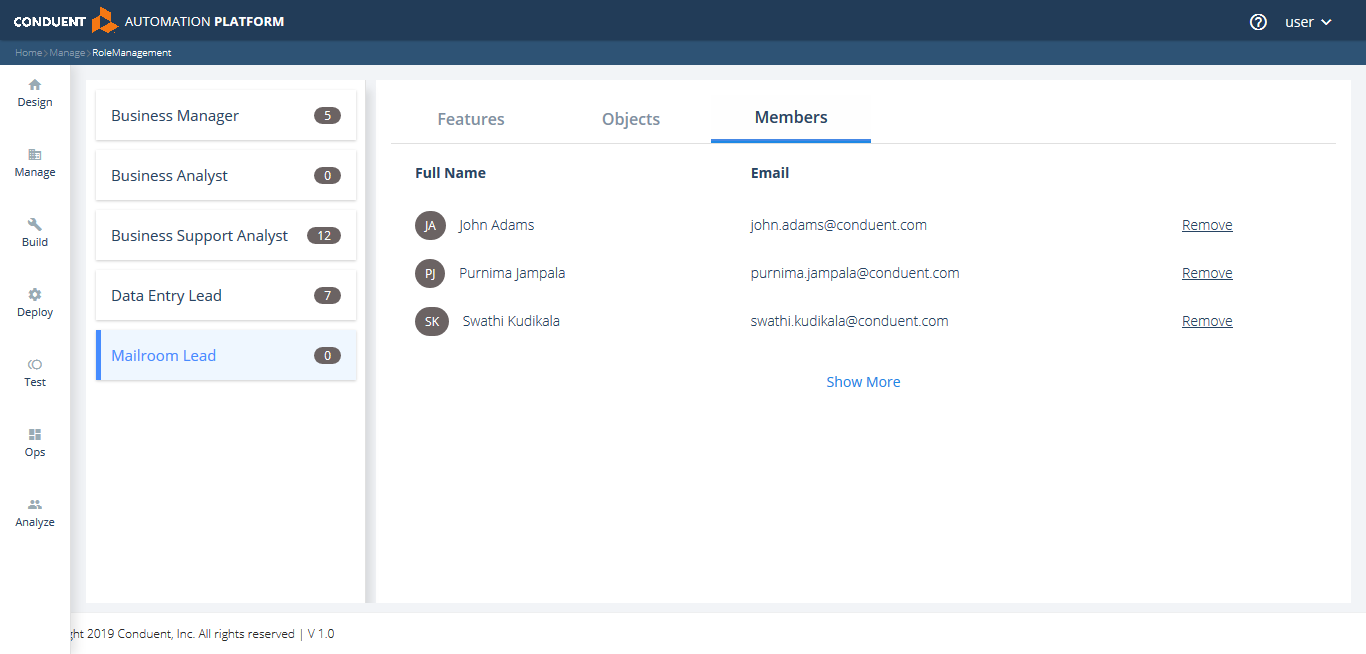 CONDUENT AUTOMATION PLATFORM
user
Home > Manage > RoleManagement
Design
Manage
Build
Deploy
Test
Ops
Analyze
Business Manager 5
Business Analyst 0
Business Support Analyst 12
Data Entry Lead 7
Mailroom Lead 0
Features Objects Members
Full Name Email
JA John Adams john.adams@conduent.com Remove
PJ Purnima Jampala purnima.jampala@conduent.com Remove
SK Swathi Kudikala swathi.kudikala@conduent.com Remove
Show More
ght 2019 Conduent, Inc. All rights reserved | V 1.0